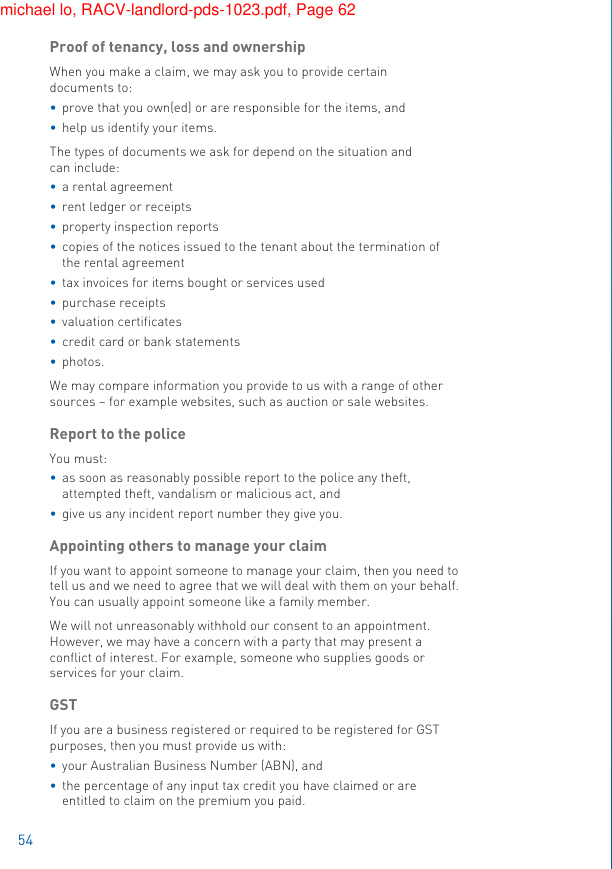 michael lo, RACV-landlord-pds-1023.pdf, Page 62
Proof of tenancy, loss and ownership
When you make a claim, we may ask you to provide certain
documents to:
• prove that you own(ed) or are responsible for the items, and
• help us identify your items.
The types of documents we ask for depend on the situation and
can include:
• a rental agreement
• rent ledger or receipts
• property inspection reports
• copies of the notices issued to the tenant about the termination of
the rental agreement
• tax invoices for items bought or services used
• purchase receipts
• valuation certificates
• credit card or bank statements
• photos.
We may compare information you provide to us with a range of other
sources – for example websites, such as auction or sale websites.
Report to the police
You must:
• as soon as reasonably possible report to the police any theft,
attempted theft, vandalism or malicious act, and
• give us any incident report number they give you.
Appointing others to manage your claim
If you want to appoint someone to manage your claim, then you need to
tell us and we need to agree that we will deal with them on your behalf.
You can usually appoint someone like a family member.
We will not unreasonably withhold our consent to an appointment.
However, we may have a concern with a party that may present a
conflict of interest. For example, someone who supplies goods or
services for your claim.
GST
If you are a business registered or required to be registered for GST
purposes, then you must provide us with:
• your Australian Business Number (ABN), and
• the percentage of any input tax credit you have claimed or are
entitled to claim on the premium you paid.
54